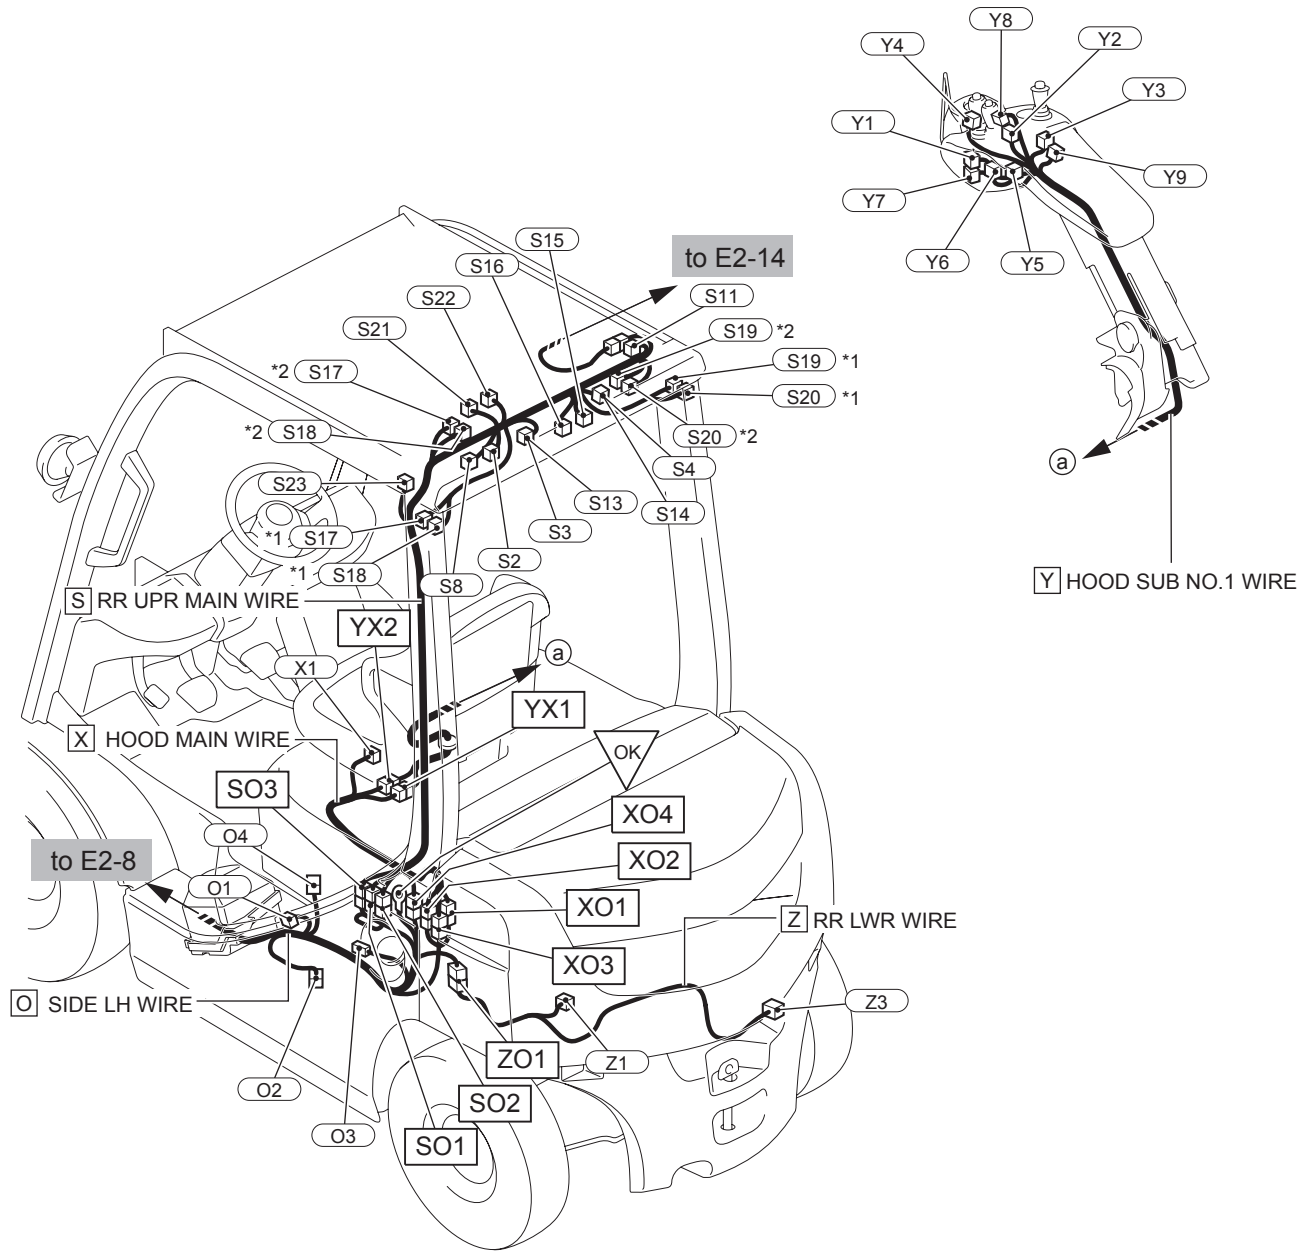 Y8
Y4
Y2
Y3
Y1
Y9
Y7
Y6
Y5
S15
to E2-14
S16
S22
S11
S21
S19 *2
*2 S17
S19 *1
S20 *1
*2 S18
S20 *2
S4
S23
S13
S14
*1 S17
S3
S2
*1 S18
S8
a
Y HOOD SUB NO.1 WIRE
S RR UPR MAIN WIRE
YX2
a
X1
YX1
X HOOD MAIN WIRE
OK
SO3
XO4
O4
to E2-8
XO2
O1
XO1
Z RR LWR WIRE
XO3
O SIDE LH WIRE
Z3
ZO1
Z1
O2
SO2
O3
SO1